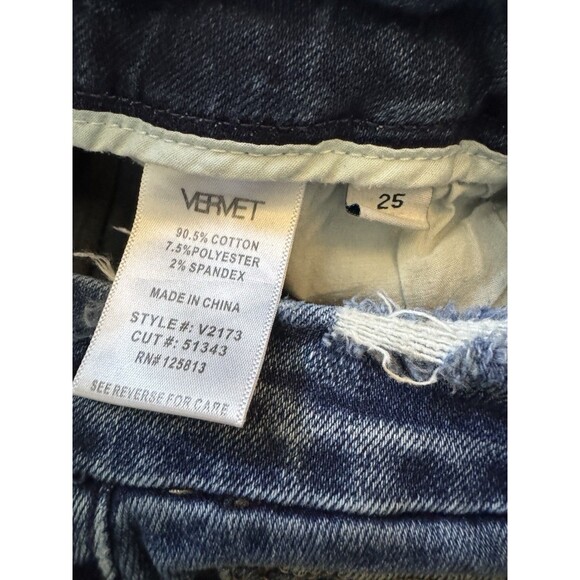 VERVET
25
90.5% COTTON
7.5%POLYESTER
2% SPANDEX
MADE IN CHINA
STYLE #: V2173
CUT #: 51343
RN# 125813
SEE REVERSE FOR CARE